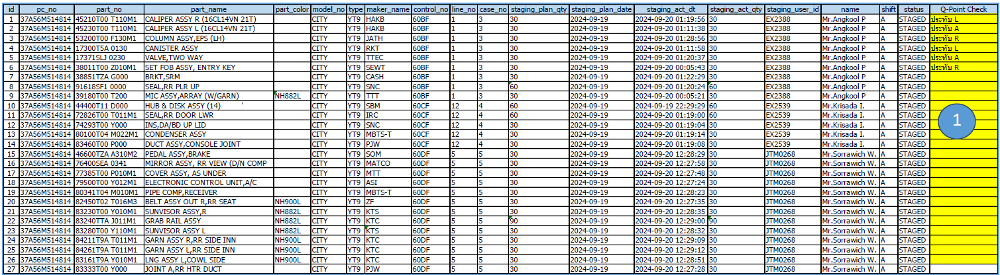 id pc_no part_no part_name part_color model_no type maker_name control_no line_no case_no staging_plan_qty staging_plan_date staging_act_dt staging_act_qty staging_user_id name shift status Q-Point Check
1 37A56M514814 45210T00 T110M1 CALIPER ASSY R (16CL14VN 21T) CITY YT9 HAKB 60BF 1 3 30 2024-09-19 2024-09-20 01:19:56 30 EX2388 Mr.Angkool P A STAGED ประทับ L
2 37A56M514814 45230T00 T110M1 CALIPER ASSY L (16CL14VN 21T) CITY YT9 HAKB 60BF 1 3 30 2024-09-19 2024-09-20 01:11:38 30 EX2388 Mr.Angkool P A STAGED ประทับ A
3 37A56M514814 53200T00 F130M1 COLUMN ASSY,EPS (LH) CITY YT9 JATH 60BF 1 3 30 2024-09-19 2024-09-20 01:28:56 30 EX2388 Mr.Angkool P A STAGED ประทับ R
4 37A56M514814 17300T5A 0130 CANISTER ASSY CITY YT9 RKT 60BF 1 3 30 2024-09-19 2024-09-20 01:11:58 30 EX2388 Mr.Angkool P A STAGED ประทับ L
5 37A56M514814 17371SLJ 0230 VALVE,TWO WAY CITY YT9 TTEC 60BF 1 3 30 2024-09-19 2024-09-20 01:20:37 30 EX2388 Mr.Angkool P A STAGED ประทับ A
6 37A56M514814 38011T00 Z010M1 SET FOB ASSY, ENTRY KEY CITY YT9 SEWT 60BF 1 3 30 2024-09-19 2024-09-20 00:05:43 30 EX2388 Mr.Angkool P A STAGED ประทับ R
7 37A56M514814 38851TZA G000 BRKT,SRM CITY YT9 CASH 60BF 1 3 30 2024-09-19 2024-09-20 01:22:29 30 EX2388 Mr.Angkool P A STAGED
8 37A56M514814 91618SF1 0000 SEAL,RR PLR UP CITY YT9 SNC 60BF 1 3 60 2024-09-19 2024-09-20 01:20:24 60 EX2388 Mr.Angkool P A STAGED
9 37A56M514814 39180T00 T200 MIC ASSY,ARRAY (W/GARN) NH882L CITY YT9 TTT 60BF 1 3 30 2024-09-19 2024-09-20 00:05:21 30 EX2388 Mr.Angkool P A STAGED
10 37A56M514814 44400T11 D000 HUB & DISK ASSY (14) ' CITY YT9 SBM 60CF 12 4 60 2024-09-19 2024-09-19 22:29:29 60 EX2539 Mr.Krisada I. A STAGED
11 37A56M514814 72826T00 T011M1 SEAL,RR DOOR LWR CITY YT9 IRC 60CF 12 4 60 2024-09-19 2024-09-20 01:19:00 60 EX2539 Mr.Krisada I. A STAGED
12 37A56M514814 74293T00 Y000 INS,DA/BD UP LID CITY YT9 SNC 60CF 12 4 30 2024-09-19 2024-09-20 01:19:04 30 EX2539 Mr.Krisada I. A STAGED
13 37A56M514814 80100T04 M022M1 CONDENSER ASSY CITY YT9 MBTS-T 60CF 12 4 30 2024-09-19 2024-09-20 01:19:14 30 EX2539 Mr.Krisada I. A STAGED
14 37A56M514814 83460T00 P000 DUCT ASSY,CONSOLE JOINT CITY YT9 PJW 60CF 12 4 30 2024-09-19 2024-09-20 01:19:08 30 EX2539 Mr.Krisada I. A STAGED
15 37A56M514814 46600TZA A310M2 PEDAL ASSY,BRAKE CITY YT9 SOM 60DF 5 5 30 2024-09-19 2024-09-20 12:28:29 30 JTM0268 Mr.Sorrawich W. A STAGED
16 37A56M514814 76400SEA 0341 MIRROR ASSY, RR VIEW (D/N COMP CITY YT9 MATCO 60DF 5 5 30 2024-09-19 2024-09-20 12:27:58 30 JTM0268 Mr.Sorrawich W. A STAGED
17 37A56M514814 77385T00 P010M1 COVER ASSY, AS UNDER CITY YT9 MTT 60DF 5 5 30 2024-09-19 2024-09-20 12:27:48 30 JTM0268 Mr.Sorrawich W. A STAGED
18 37A56M514814 79500T00 Y012M1 ELECTRONIC CONTROL UNIT,A/C CITY YT9 ASI 60DF 5 5 30 2024-09-19 2024-09-20 12:27:24 30 JTM0268 Mr.Sorrawich W. A STAGED
19 37A56M514814 80341T04 M010M1 PIPE COMP,RECEIVER CITY YT9 MBTS-T 60DF 5 5 30 2024-09-19 2024-09-20 12:28:23 30 JTM0268 Mr.Sorrawich W. A STAGED
20 37A56M514814 82450T02 T016M3 BELT ASSY OUT R,RR SEAT NH900L CITY YT9 ZF 60DF 5 5 30 2024-09-19 2024-09-20 12:27:35 30 JTM0268 Mr.Sorrawich W. A STAGED
21 37A56M514814 83230T00 Y010M1 SUNVISOR ASSY,R NH882L CITY YT9 KTS 60DF 5 5 30 2024-09-19 2024-09-20 12:28:35 30 JTM0268 Mr.Sorrawich W. A STAGED
22 37A56M514814 83240TTA J011M1 GRAB RAIL ASSY NH882L CITY YT9 KTC 60DF 5 5 90 2024-09-19 2024-09-20 12:29:00 90 JTM0268 Mr.Sorrawich W. A STAGED
23 37A56M514814 83280T00 Y110M1 SUNVISOR ASSY L NH882L CITY YT9 KTS 60DF 5 5 30 2024-09-19 2024-09-20 12:28:32 30 JTM0268 Mr.Sorrawich W. A STAGED
24 37A56M514814 84211T9A T011M1 GARN ASSY R,RR SIDE INN NH900L CITY YT9 KTC 60DF 5 5 30 2024-09-19 2024-09-20 12:29:09 30 JTM0268 Mr.Sorrawich W. A STAGED
25 37A56M514814 84261T9A T011M1 GARN ASSY L,RR SIDE INN NH900L CITY YT9 KTC 60DF 5 5 30 2024-09-19 2024-09-20 12:29:12 30 JTM0268 Mr.Sorrawich W. A STAGED
26 37A56M514814 83161T9A Y010M1 LNG ASSY L,COWL SIDE NH900L CITY YT9 KTC 60DF 5 5 30 2024-09-19 2024-09-20 12:28:51 30 JTM0268 Mr.Sorrawich W. A STAGED
27 37A56M514814 83333T00 Y000 JOINT A,RR HTR DUCT CITY YT9 PJW 60DF 5 5 30 2024-09-19 2024-09-20 12:27:28 30 JTM0268 Mr.Sorrawich W. A STAGED
1